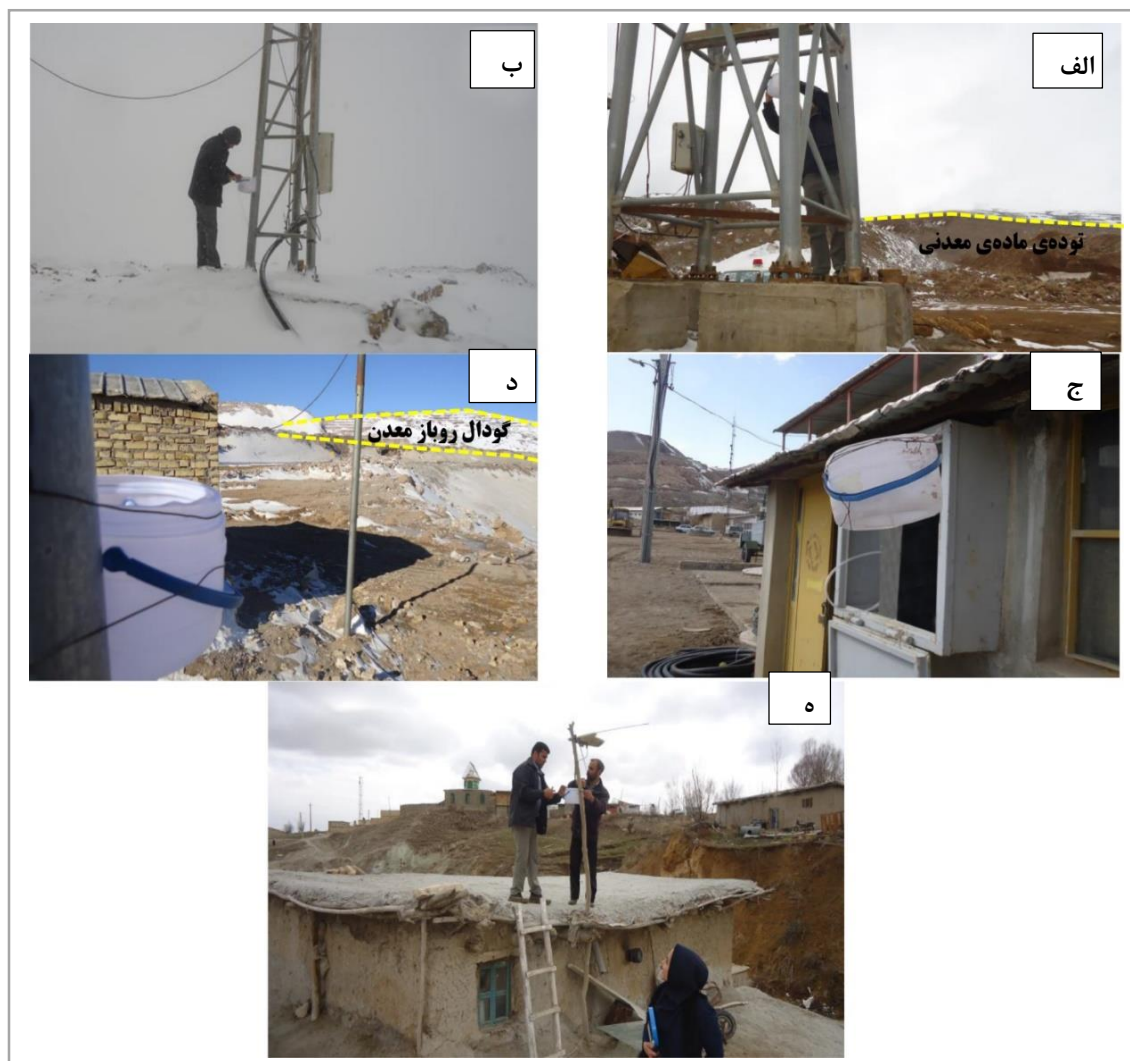 الف
ب
توده‌ی ماده‌ی معدنی
ج
د
گودال روباز معدن
ه